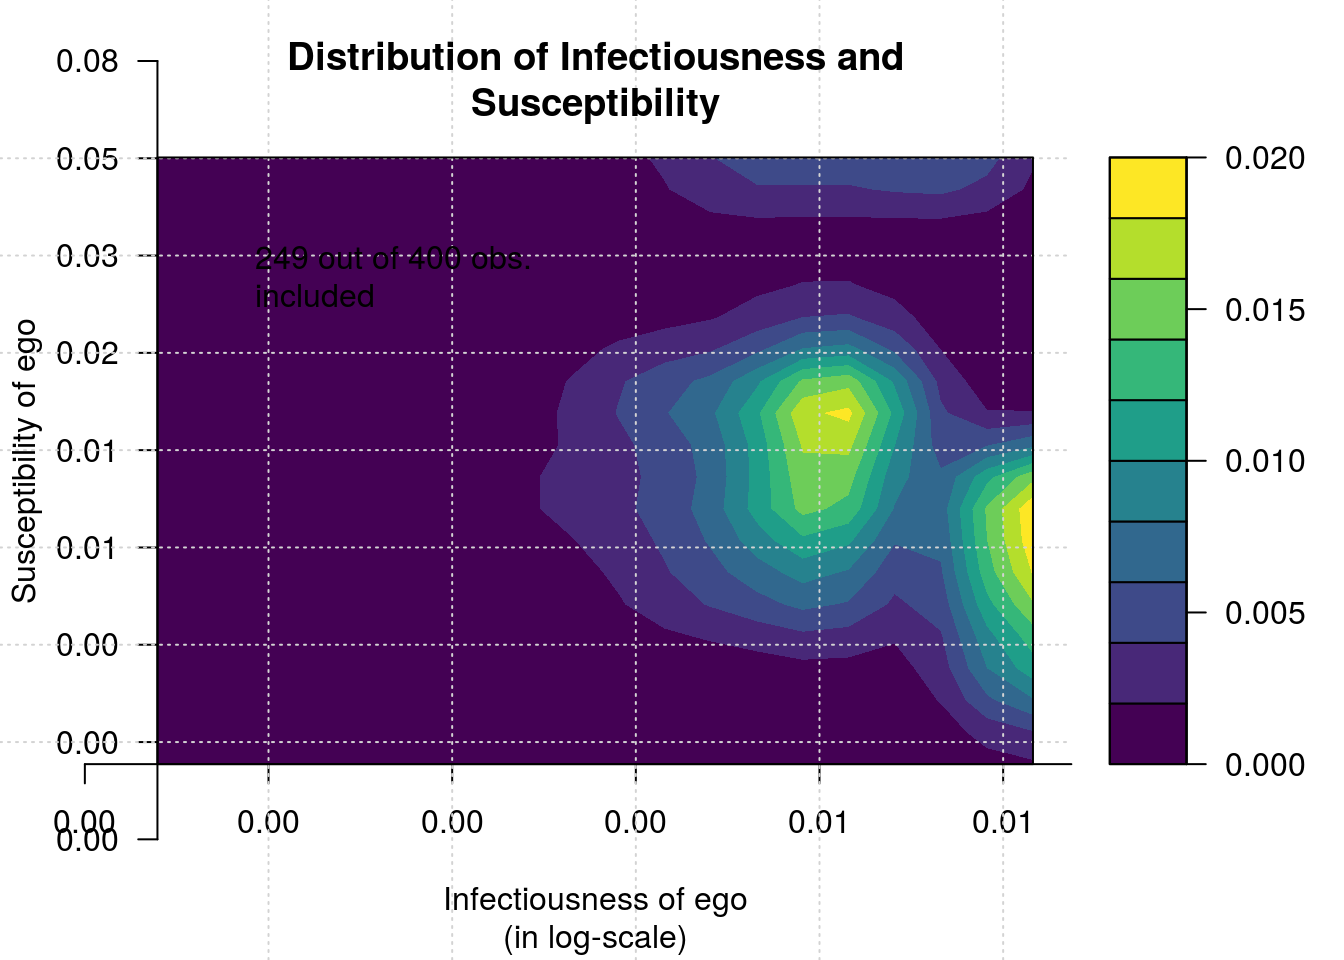 Distribution of Infectiousness and
Susceptibility
0.08
0.05
0.03
0.02
0.01
0.01
0.00
0.00
0.00
Susceptibility of ego
249 out of 400 obs.
included
0.00 0.00 0.00 0.00 0.01 0.01
Infectiousness of ego
(in log-scale)
0.020
0.015
0.010
0.005
0.000